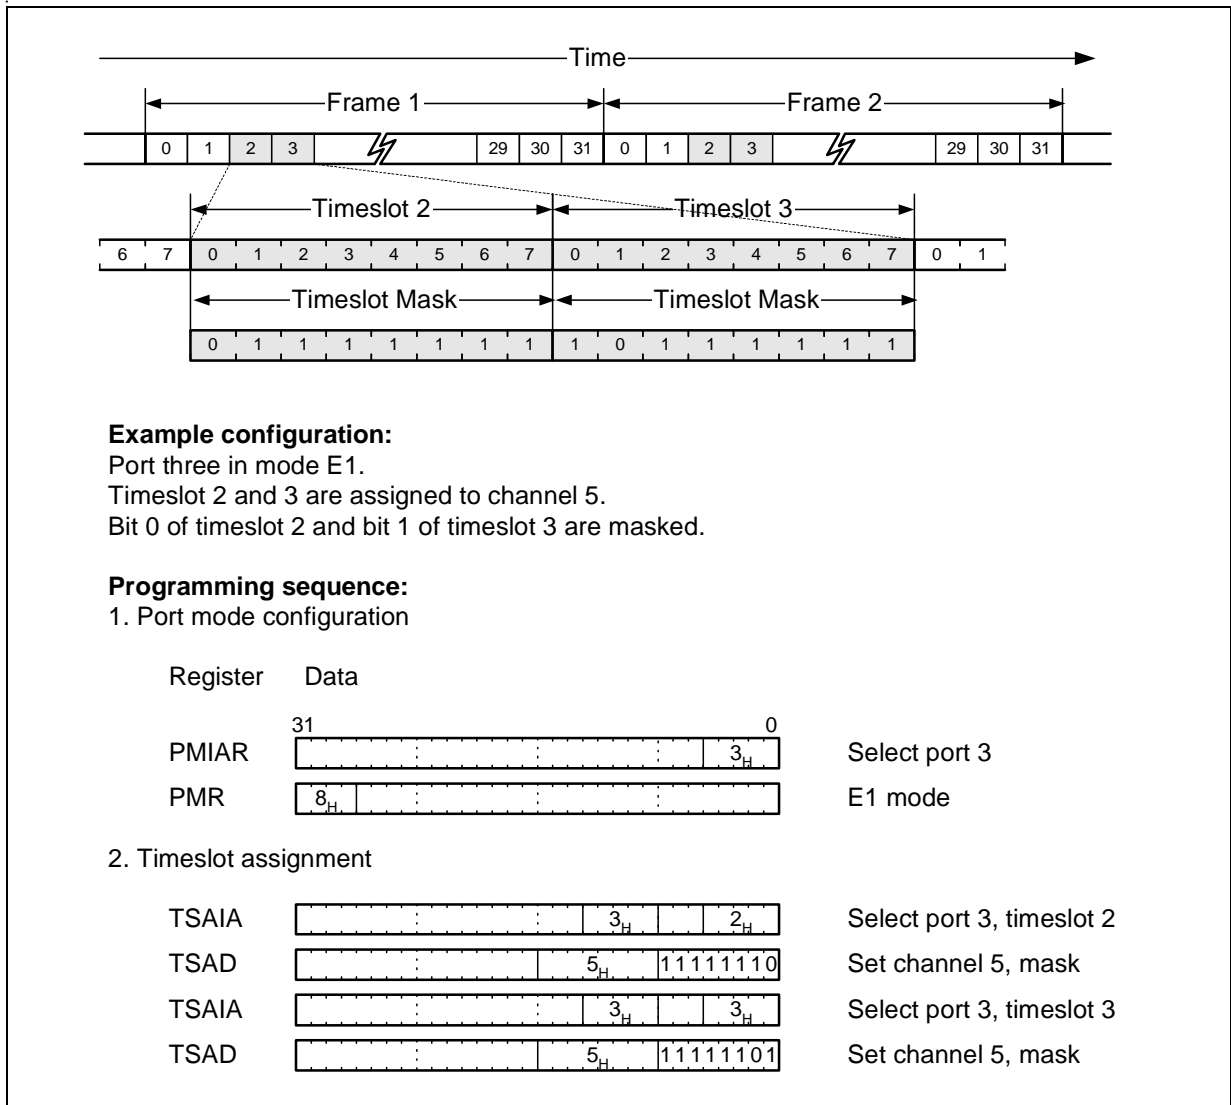 Time
Frame 1 Frame 2
0 1 2 3 29 30 31 0 1 2 3 29 30 31
Timeslot 2 Timeslot 3
6 7 0 1 2 3 4 5 6 7 0 1 2 3 4 5 6 7 0 1
Timeslot Mask Timeslot Mask
0 1 1 1 1 1 1 1 1 0 1 1 1 1 1 1
Example configuration:
Port three in mode E1.
Timeslot 2 and 3 are assigned to channel 5.
Bit 0 of timeslot 2 and bit 1 of timeslot 3 are masked.
Programming sequence:
1. Port mode configuration
Register Data
31 0
PMIAR 3H Select port 3
PMR 8H E1 mode
2. Timeslot assignment
TSAIA 3H 2H Select port 3, timeslot 2
TSAD 5H 11111110 Set channel 5, mask
TSAIA 3H 3H Select port 3, timeslot 3
TSAD 5H 11111101 Set channel 5, mask